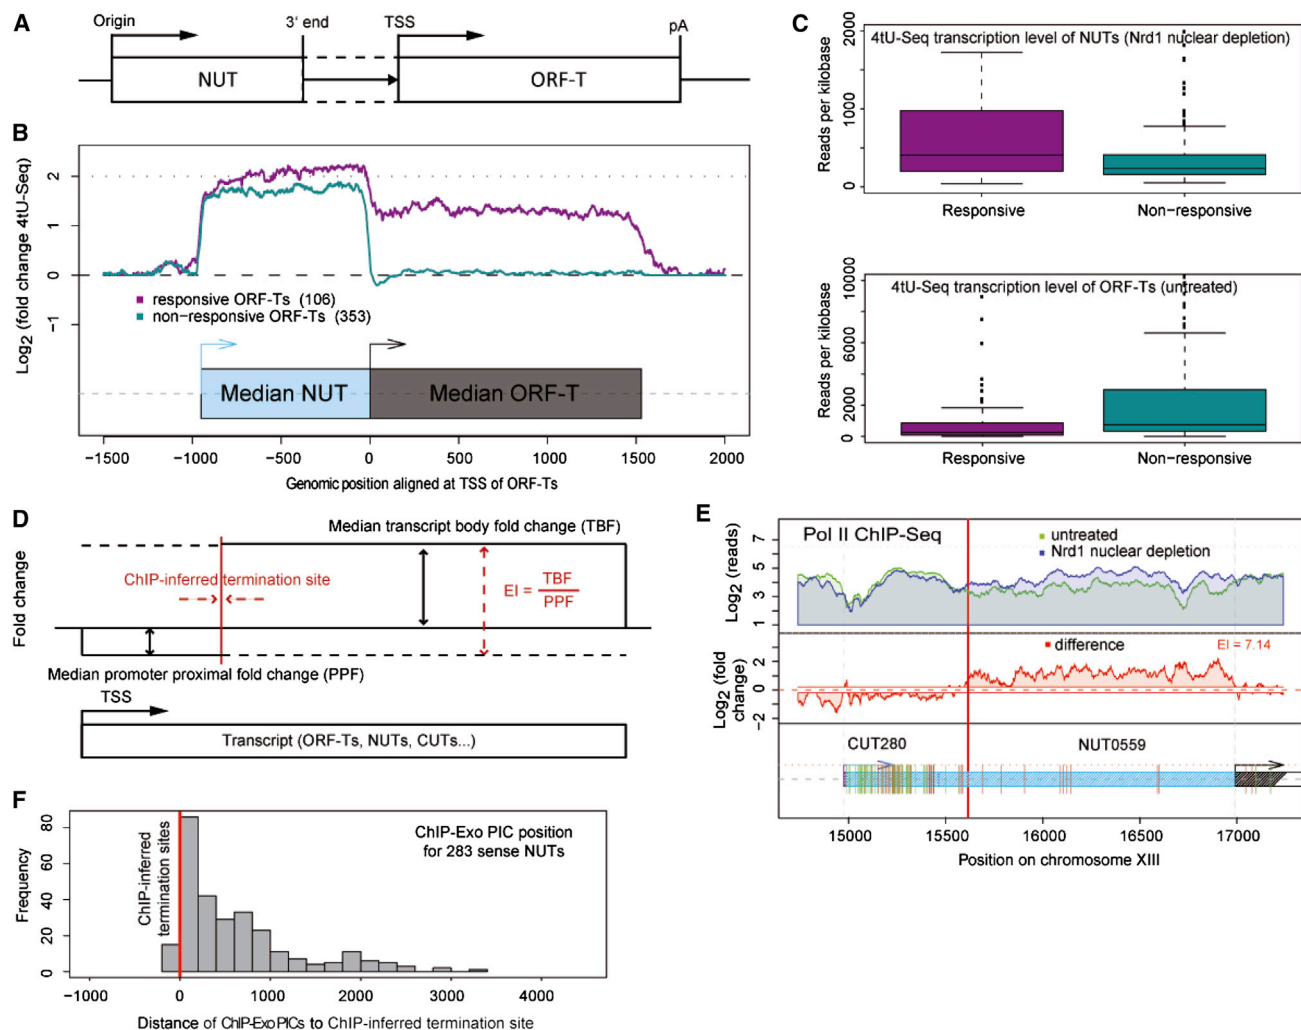 A
Origin
3' end
TSS
pA
NUT
ORF-T
B
Log2 (fold change 4tU-Seq)
2
1
0
−1
responsive ORF-Ts (106)
non-responsive ORF-Ts (353)
Median NUT
Median ORF-T
−1500
−1000
−500
0
500
1000
1500
2000
Genomic position aligned at TSS of ORF-Ts
C
4tU-Seq transcription level of NUTs (Nrd1 nuclear depletion)
Reads per kilobase
2000
1000
0
Responsive
Non-responsive
4tU-Seq transcription level of ORF-Ts (untreated)
Reads per kilobase
10000
6000
2000
0
Responsive
Non-responsive
D
Fold change
Median transcript body fold change (TBF)
ChIP-inferred termination site
EI = TBF
PPF
Median promoter proximal fold change (PPF)
TSS
Transcript (ORF-Ts, NUTs, CUTs...)
E
Pol II ChIP-Seq
untreated
Nrd1 nuclear depletion
Log2 (reads)
7
5
3
1
difference
EI = 7.14
Log2 (fold
change)
2
0
−2
CUT280
NUT0559
15000
15500
16000
16500
17000
Position on chromosome XIII
F
ChIP-Exo PIC position
for 283 sense NUTs
ChIP-inferred
termination sites
Frequency
80
60
40
20
0
−1000
0
1000
2000
3000
4000
Distance of ChIP-Exo PICs to ChIP-inferred termination site